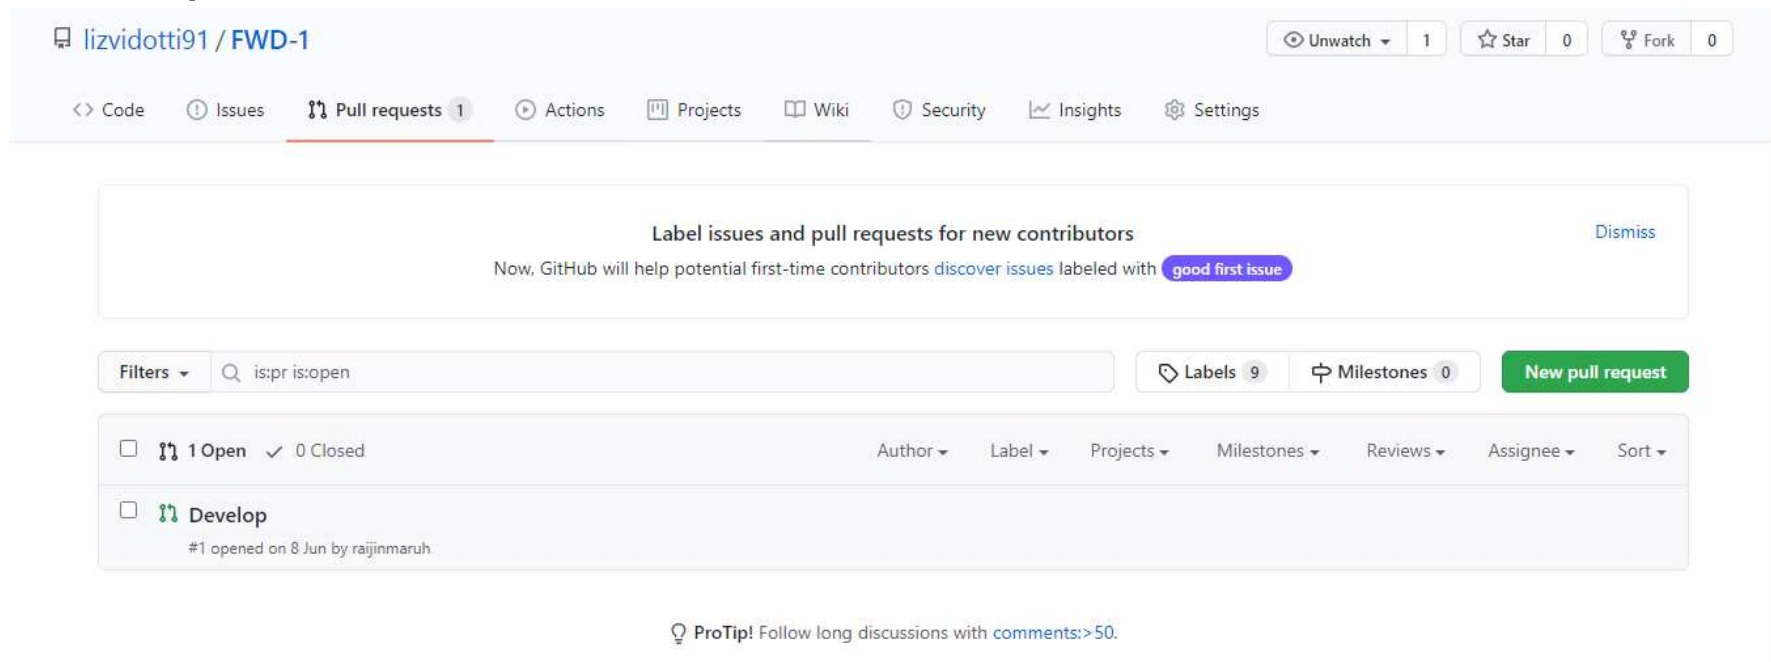 lizvidotti91 / FWD-1 Unwatch 1 Star 0 Fork 0
Code Issues Pull requests 1 Actions Projects Wiki Security Insights Settings
Label issues and pull requests for new contributors Dismiss
Now, GitHub will help potential first-time contributors discover issues labeled with good first issue
Filters is:pr is:open Labels 9 Milestones 0 New pull request
1 Open 0 Closed Author Label Projects Milestones Reviews Assignee Sort
Develop
#1 opened on 8 Jun by raijinmaruh
ProTip! Follow long discussions with comments:>50.